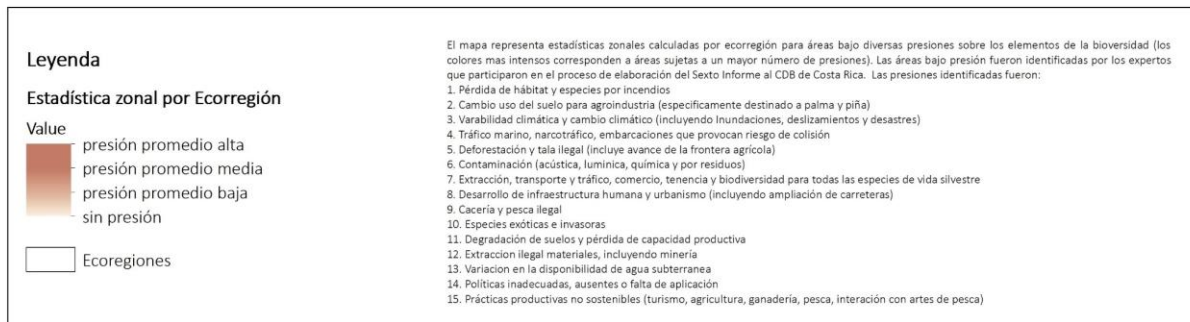 Leyenda
Estadística zonal por Ecorregión
Value
presión promedio alta
presión promedio media
presión promedio baja
sin presión
Ecoregiones
El mapa representa estadísticas zonales calculadas por ecorregión para áreas bajo diversas presiones sobre los elementos de la bioversidad (los
colores mas intensos corresponden a áreas sujetas a un mayor número de presiones). Las áreas bajo presión fueron identificadas por los expertos
que participaron en el proceso de elaboración del Sexto Informe al CDB de Costa Rica. Las presiones identificadas fueron:
1. Pérdida de hábitat y especies por incendios
2. Cambio uso del suelo para agroindustria (especificamente destinado a palma y piña)
3. Varabilidad climática y cambio climático (incluyendo Inundaciones, deslizamientos y desastres)
4. Tráfico marino, narcotráfico, embarcaciones que provocan riesgo de colisión
5. Deforestación y tala ilegal (incluye avance de la frontera agrícola)
6. Contaminación (acústica, luminica, química y por residuos)
7. Extracción, transporte y tráfico, comercio, tenencia y biodiversidad para todas las especies de vida silvestre
8. Desarrollo de infraestructura humana y urbanismo (incluyendo ampliación de carreteras)
9. Cacería y pesca ilegal
10. Especies exóticas e invasoras
11. Degradación de suelos y pérdida de capacidad productiva
12. Extraccion ilegal materiales, incluyendo minería
13. Variacion en la disponibilidad de agua subterranea
14. Políticas inadecuadas, ausentes o falta de aplicación
15. Prácticas productivas no sostenibles (turismo, agricultura, ganadería, pesca, interación con artes de pesca)